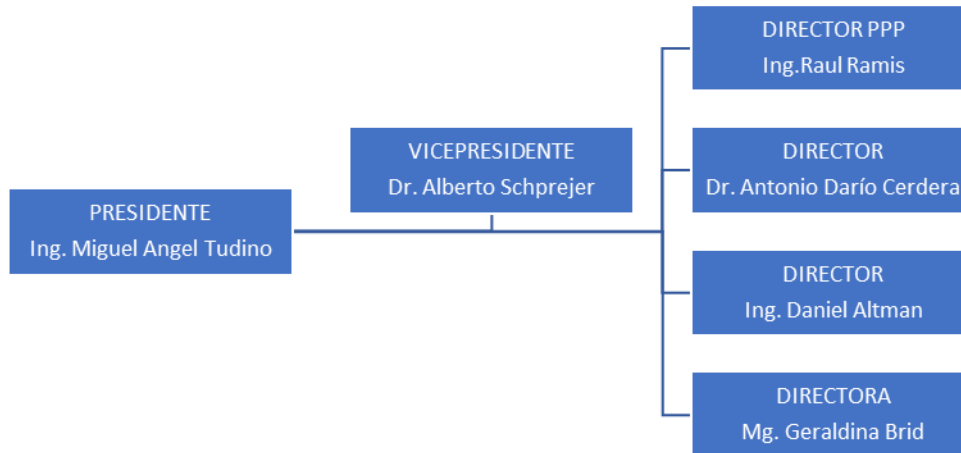 PRESIDENTE
Ing. Miguel Angel Tudino
VICEPRESIDENTE
Dr. Alberto Schprejer
DIRECTOR PPP
Ing.Raul Ramis
DIRECTOR
Dr. Antonio Darío Cerdera
DIRECTOR
Ing. Daniel Altman
DIRECTORA
Mg. Geraldina Brid